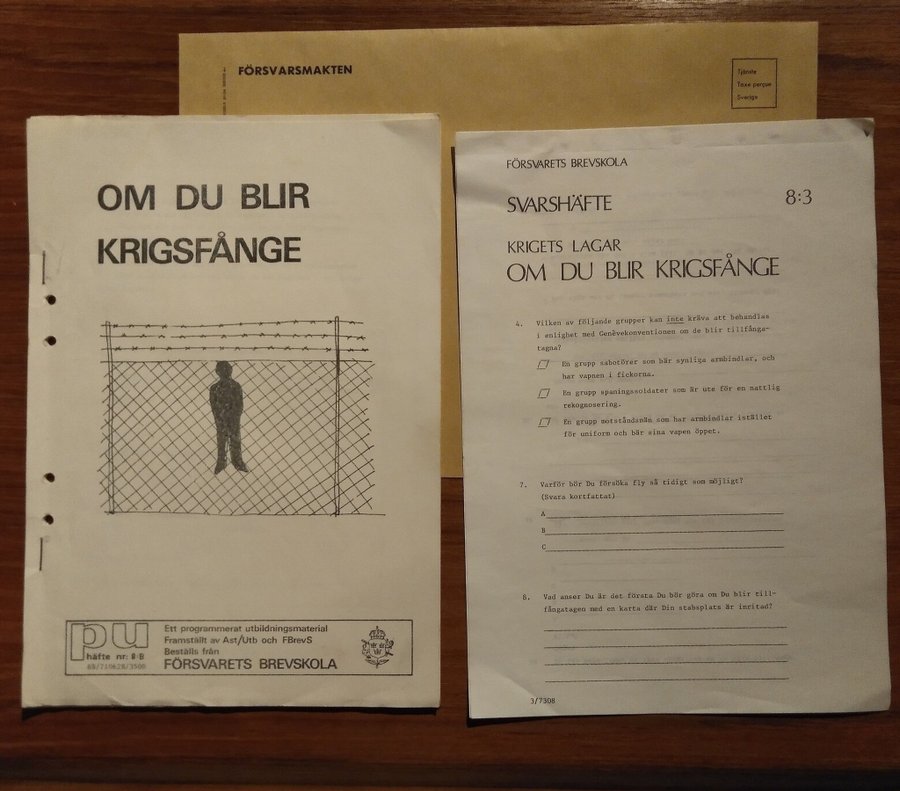 FÖRSVARSMAKTEN
Tjänste
Taxe perçue
Sverige
OM DU BLIR
KRIGSFÅNGE
pu
häfte nr: 8-B
Ett programmerat utbildningsmaterial
Framställt av Ast/Utb och FBrevS
Beställs från
FÖRSVARETS BREVSKOLA
FÖRSVARETS BREVSKOLA
SVARSHÄFTE 8:3
KRIGETS LAGAR
OM DU BLIR KRIGSFÅNGE
4. Vilken av följande grupper kan inte kräva att behandlas
i enlighet med Genèvekonventionen om de blir tillfånga-
tagna?
En grupp sabotörer som bär synliga armbindlar, och
har vapnen i fickorna.
En grupp spaningssoldater som är ute för en nattlig
rekognosering.
En grupp motståndsmän som har armbindlar istället
för uniform och bär sina vapen öppet.
7. Varför bör Du försöka fly så tidigt som möjligt?
(Svara kortfattat)
A
B
C
8. Vad anser Du är det första Du bör göra om Du blir till-
fångatagen med en karta där Din stabsplats är inritad?
3/7308